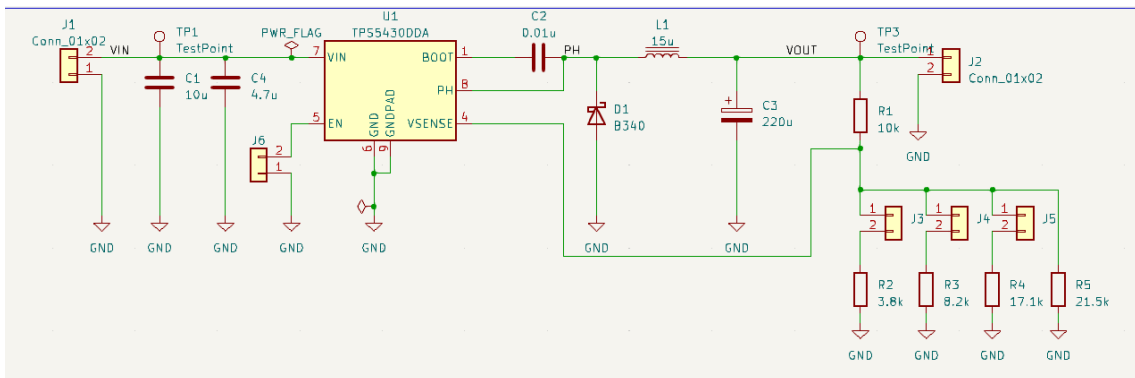 J1
Conn_01x02
2
1
VIN
TP1
TestPoint
C1
10u
C4
4.7u
PWR_FLAG
U1
TPS5430DDA
7
VIN
BOOT
1
PH
8
5
EN
GND
GNDPAD
VSENSE
4
6
9
J6
2
1
C2
0.01u
PH
L1
15u
D1
B340
C3
220u
VOUT
TP3
TestPoint
1
2
J2
Conn_01x02
R1
10k
GND
1
2
J3
1
2
J4
1
2
J5
GND
GND
GND
GND
GND
GND
GND
R2
3.8k
R3
8.2k
R4
17.1k
R5
21.5k
GND
GND
GND
GND